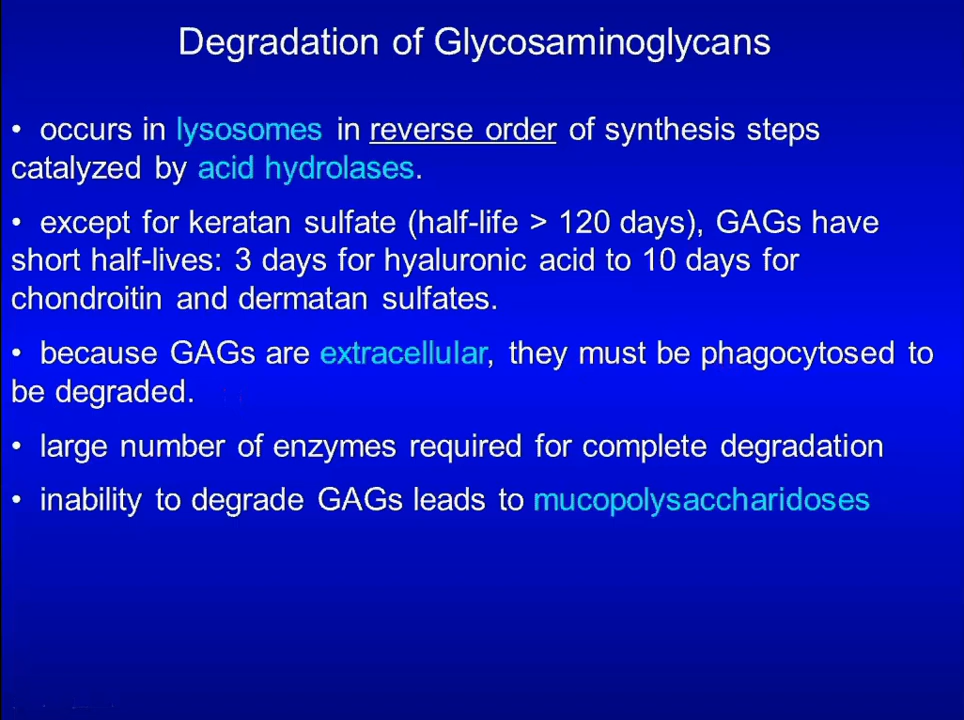 Degradation of Glycosaminoglycans
• occurs in lysosomes in reverse order of synthesis steps
catalyzed by acid hydrolases.
• except for keratan sulfate (half-life > 120 days), GAGs have
short half-lives: 3 days for hyaluronic acid to 10 days for
chondroitin and dermatan sulfates.
• because GAGs are extracellular, they must be phagocytosed to
be degraded.
• large number of enzymes required for complete degradation
• inability to degrade GAGs leads to mucopolysaccharidoses